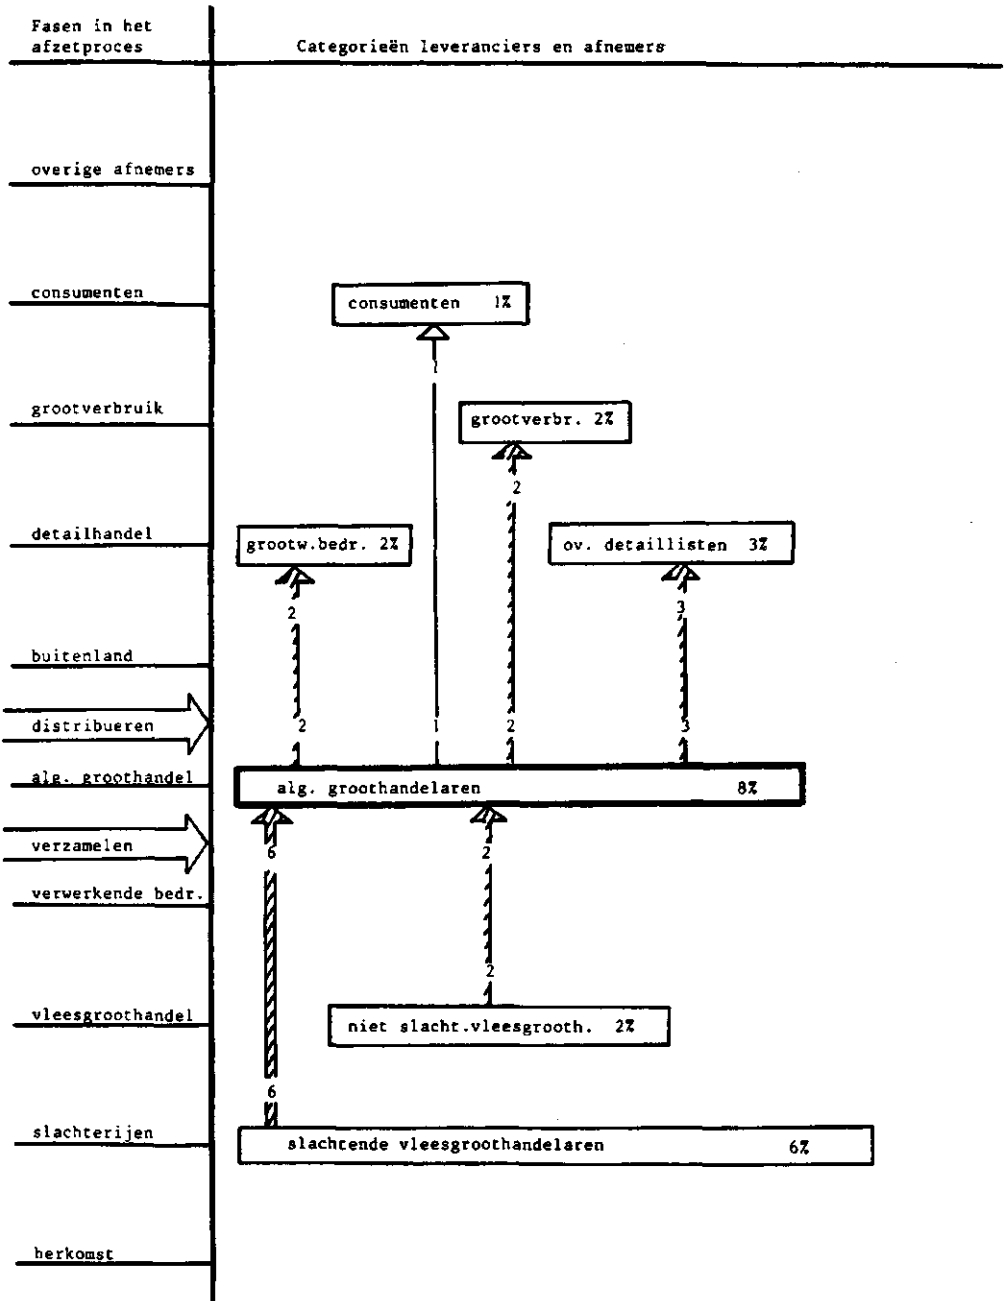 Fasen in het
afzetproces
Categorieën leveranciers en afnemers
overige afnemers
consumenten
consumenten 1%
1
grootverbruik
grootverbr. 2%
2
detailhandel
grootw.bedr. 2%
ov. detaillisten 3%
2
3
buitenland
distribueren
2
1
2
3
alg. groothandel
alg. groothandelaren 8%
verzamelen
6
2
verwerkende bedr.
2
vleesgroothandel
niet slacht.vleesgrooth. 2%
6
slachterijen
slachtende vleesgroothandelaren 6%
herkomst